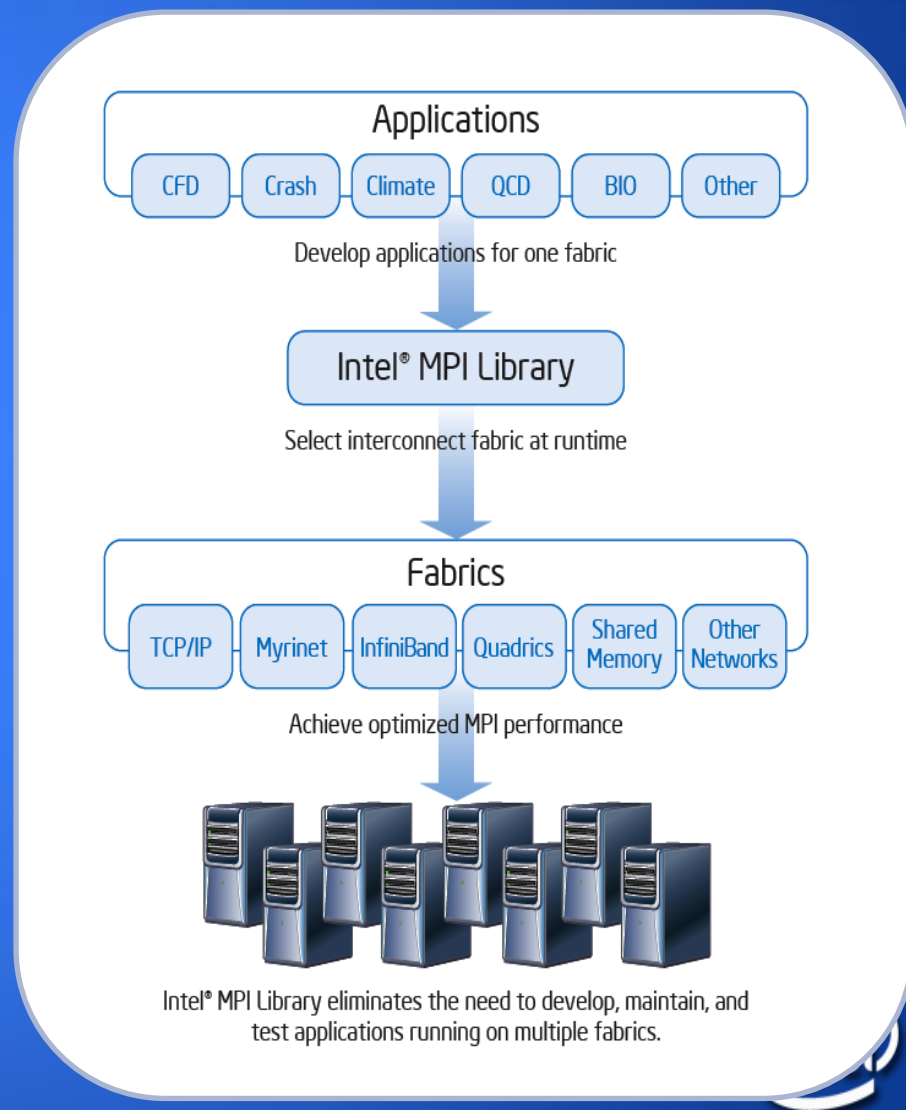 Applications
CFD Crash Climate QCD BIO Other
Develop applications for one fabric
Intel® MPI Library
Select interconnect fabric at runtime
Fabrics
TCP/IP Myrinet InfiniBand Quadrics Shared Memory Other Networks
Achieve optimized MPI performance
Intel® MPI Library eliminates the need to develop, maintain, and
test applications running on multiple fabrics.